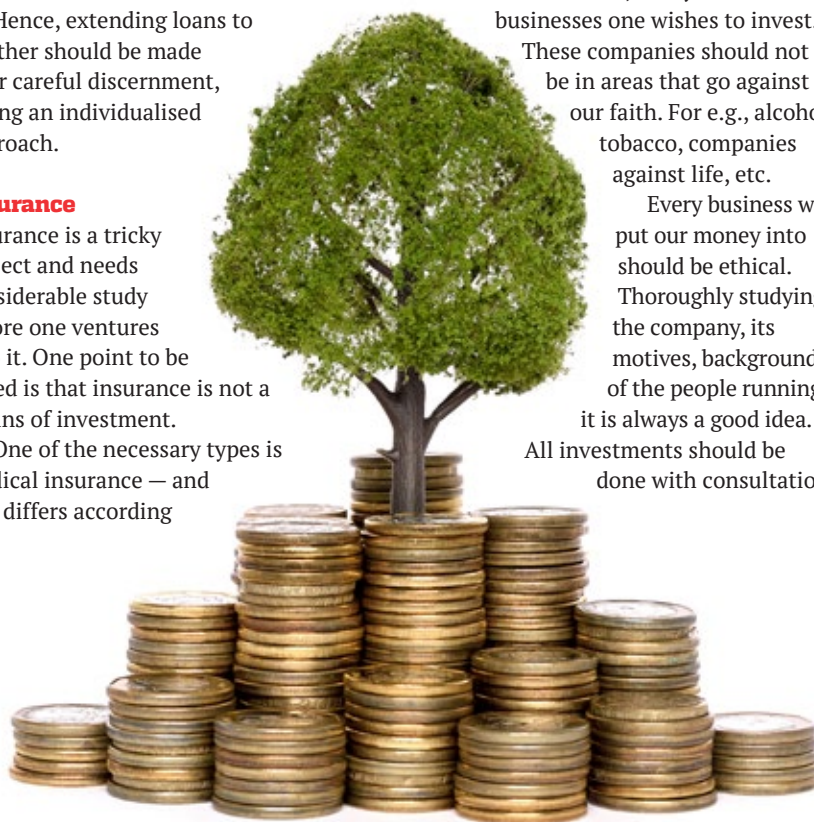 Hence, extending loans to
ther should be made
r careful discernment,
ng an individualised
roach.
urance
urance is a tricky
ject and needs
siderable study
ore one ventures
it. One point to be
ed is that insurance is not a
ns of investment.
One of the necessary types is
dical insurance — and
differs according
businesses one wishes to invest.
These companies should not
be in areas that go against
our faith. For e.g., alcoho
tobacco, companies
against life, etc.
Every business w
put our money into
should be ethical.
Thoroughly studying
the company, its
motives, background
of the people running
it is always a good idea.
All investments should be
done with consultatio